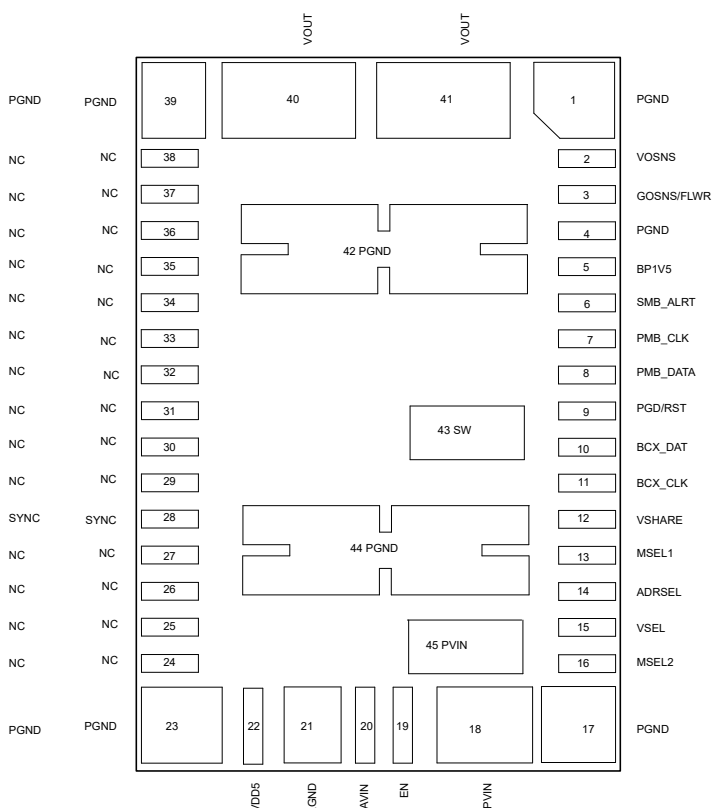 VOUT VOUT
PGND PGND 39 40 41 1 PGND
NC NC 38 2 VOSNS
NC NC 37 3 GOSNS/FLWR
NC NC 36 4 PGND
42 PGND
NC NC 35 5 BP1V5
NC NC 34 6 SMB_ALRT
NC NC 33 7 PMB_CLK
NC NC 32 8 PMB_DATA
NC NC 31 9 PGD/RST
43 SW
NC NC 30 10 BCX_DAT
NC NC 29 11 BCX_CLK
SYNC SYNC 28 12 VSHARE
44 PGND
NC NC 27 13 MSEL1
NC NC 26 14 ADRSEL
NC NC 25 15 VSEL
45 PVIN
NC NC 24 16 MSEL2
PGND PGND 23 22 21 20 19 18 17 PGND
VDD5 GND AVIN EN PVIN